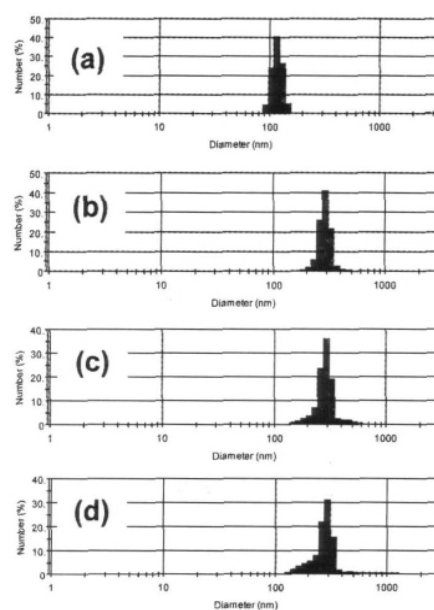 50.
40.
(a)
30.
20.
10.
0
Number (%)
1 10 100 1000
Diameter (nm)
50.
40.
(b)
30.
20.
10.
0
Number (%)
1 10 100 1000
Diameter (nm)
40.
30.
(c)
20.
10.
0
Number (%)
1 10 100 1000
Diameter (nm)
40.
30.
(d)
20.
10.
0
Number (%)
1 10 100 1000
Diameter (nm)